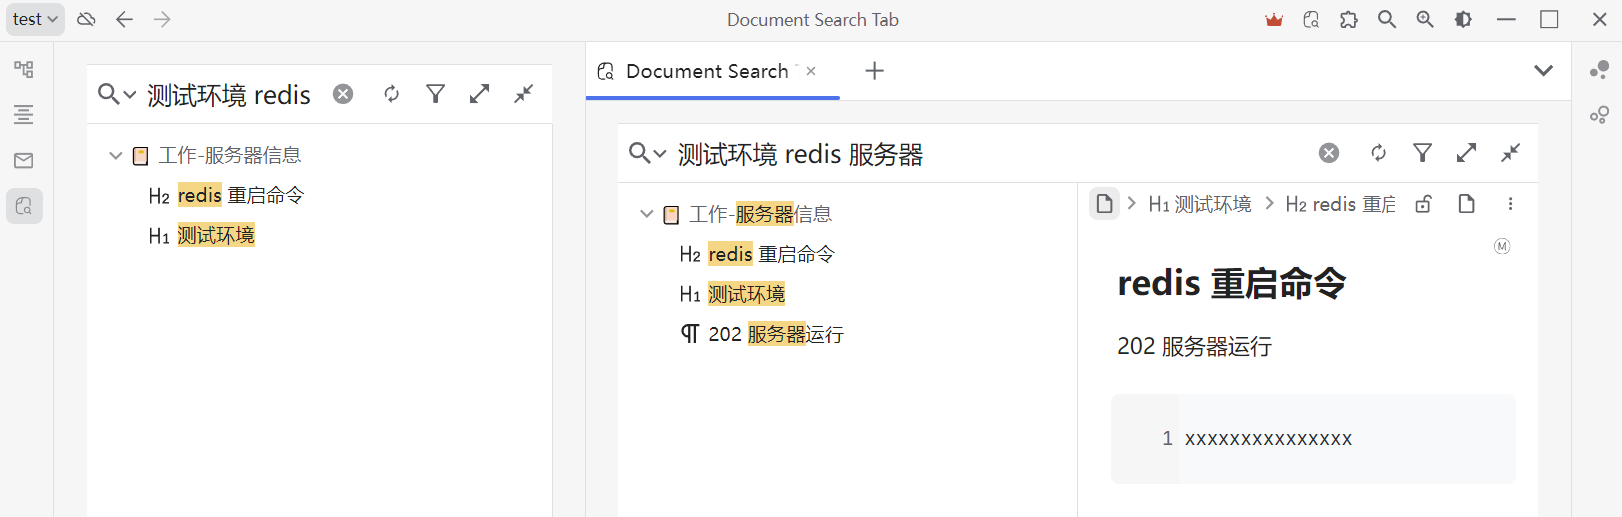 test
Document Search Tab
测试环境 redis
工作-服务器信息
H2 redis 重启命令
H1 测试环境
Document Search
测试环境 redis 服务器
工作-服务器信息
H2 redis 重启命令
H1 测试环境
202 服务器运行
H1 测试环境 H2 redis 重启
M
redis 重启命令
202 服务器运行
1 xxxxxxxxxxxxxxx